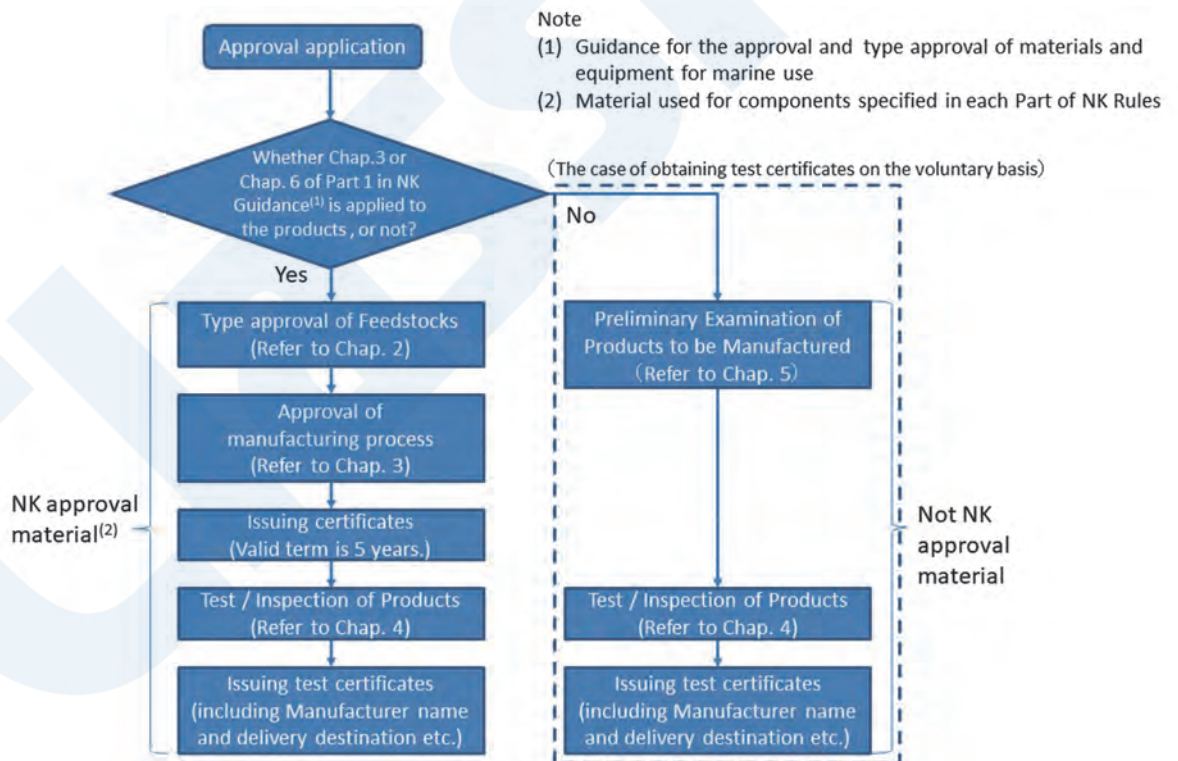 Note
(1) Guidance for the approval and type approval of materials and
equipment for marine use
(2) Material used for components specified in each Part of NK Rules
Approval application
Whether Chap.3 or
Chap. 6 of Part 1 in NK
Guidance(1) is applied to
the products , or not?
(The case of obtaining test certificates on the voluntary basis)
No
Yes
Type approval of Feedstocks
(Refer to Chap. 2)
Approval of
manufacturing process
(Refer to Chap. 3)
Issuing certificates
(Valid term is 5 years.)
Test / Inspection of Products
(Refer to Chap. 4)
Issuing test certificates
(including Manufacturer name
and delivery destination etc.)
NK approval
material(2)
Preliminary Examination of
Products to be Manufactured
(Refer to Chap. 5)
Test / Inspection of Products
(Refer to Chap. 4)
Issuing test certificates
(including Manufacturer name
and delivery destination etc.)
Not NK
approval
material